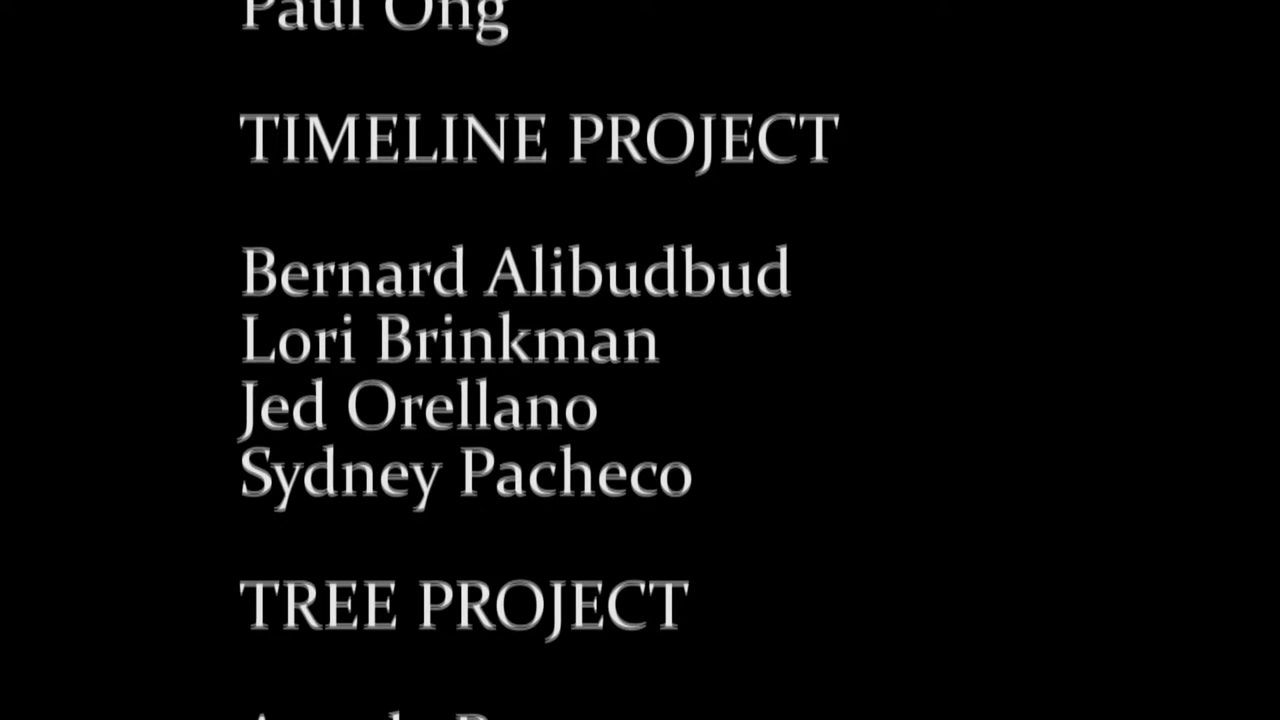 Paul Ong
TIMELINE PROJECT
Bernard Alibudbud
Lori Brinkman
Jed Orellano
Sydney Pacheco
TREE PROJECT